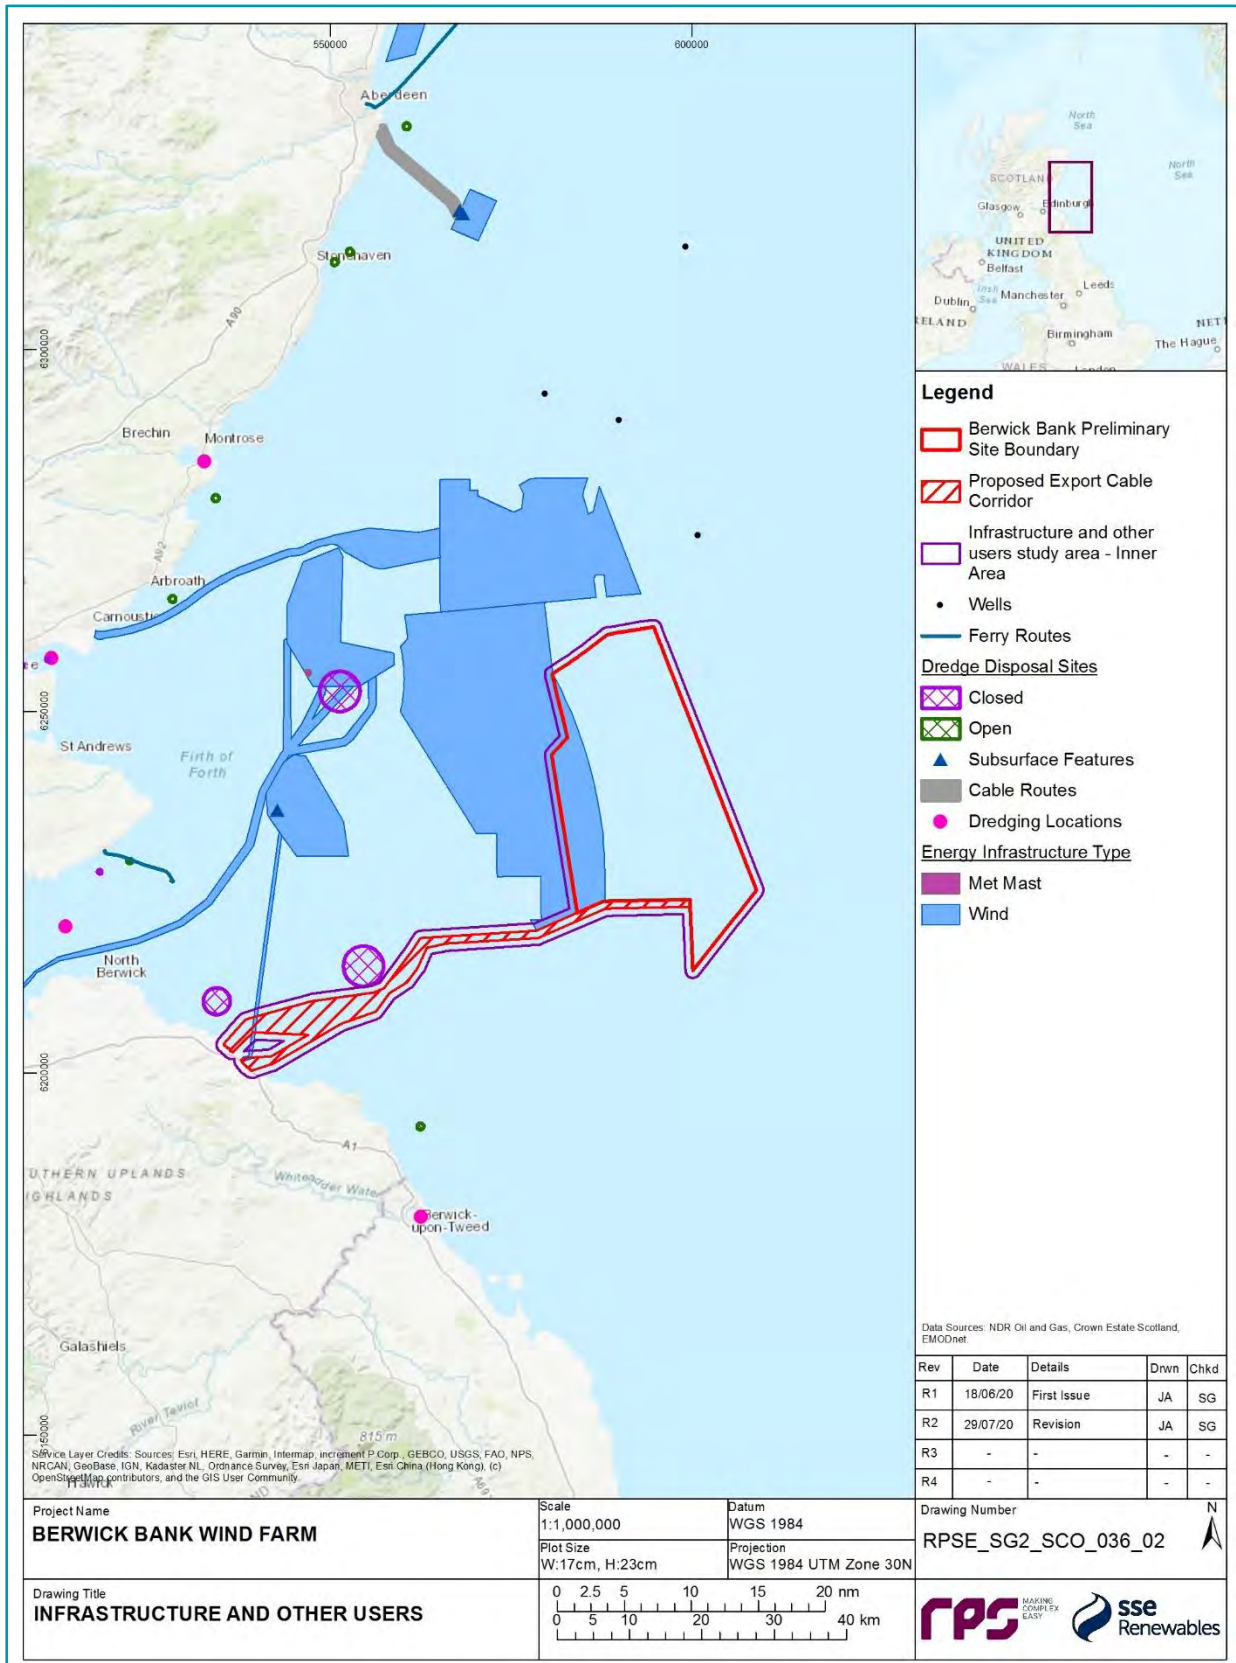 550000
600000
Aberdeen
Stonehaven
A90
6300000
Brechin
Montrose
A92
Arbroath
Carnoustie
6250000
St Andrews
Firth of
Forth
North
Berwick
6200000
A1
UTHERN UPLANDS
IGHLANDS
Whiteadder Water
Berwick-
upon-Tweed
Galashiels
River Teviot
815 m
6150000
Hawick
Service Layer Credits: Sources: Esri, HERE, Garmin, Intermap, increment P Corp., GEBCO, USGS, FAO, NPS,
NRCAN, GeoBase, IGN, Kadaster NL, Ordnance Survey, Esri Japan, METI, Esri China (Hong Kong), (c)
OpenStreetMap contributors, and the GIS User Community
North
Sea
North
Sea
SCOTLAND
Glasgow
Edinburgh
UNITED
KINGDOM
Belfast
Irish
Sea
Leeds
Dublin
Manchester
RELAND
Birmingham
NET
The Hague
WALES
London
Legend
Berwick Bank Preliminary
Site Boundary
Proposed Export Cable
Corridor
Infrastructure and other
users study area - Inner
Area
Wells
Ferry Routes
Dredge Disposal Sites
Closed
Open
Subsurface Features
Cable Routes
Dredging Locations
Energy Infrastructure Type
Met Mast
Wind
Data Sources: NDR Oil and Gas, Crown Estate Scotland,
EMODnet.
Rev Date Details Drwn Chkd
R1 18/06/20 First Issue JA SG
R2 29/07/20 Revision JA SG
R3 - - - -
R4 - - - -
Project Name
BERWICK BANK WIND FARM
Scale
1:1,000,000
Datum
WGS 1984
Plot Size
W:17cm, H:23cm
Projection
WGS 1984 UTM Zone 30N
Drawing Number
RPSE_SG2_SCO_036_02
N
Drawing Title
INFRASTRUCTURE AND OTHER USERS
0 2.5 5 10 15 20 nm
0 5 10 20 30 40 km
rps
MAKING
COMPLEX
EASY
sse
Renewables